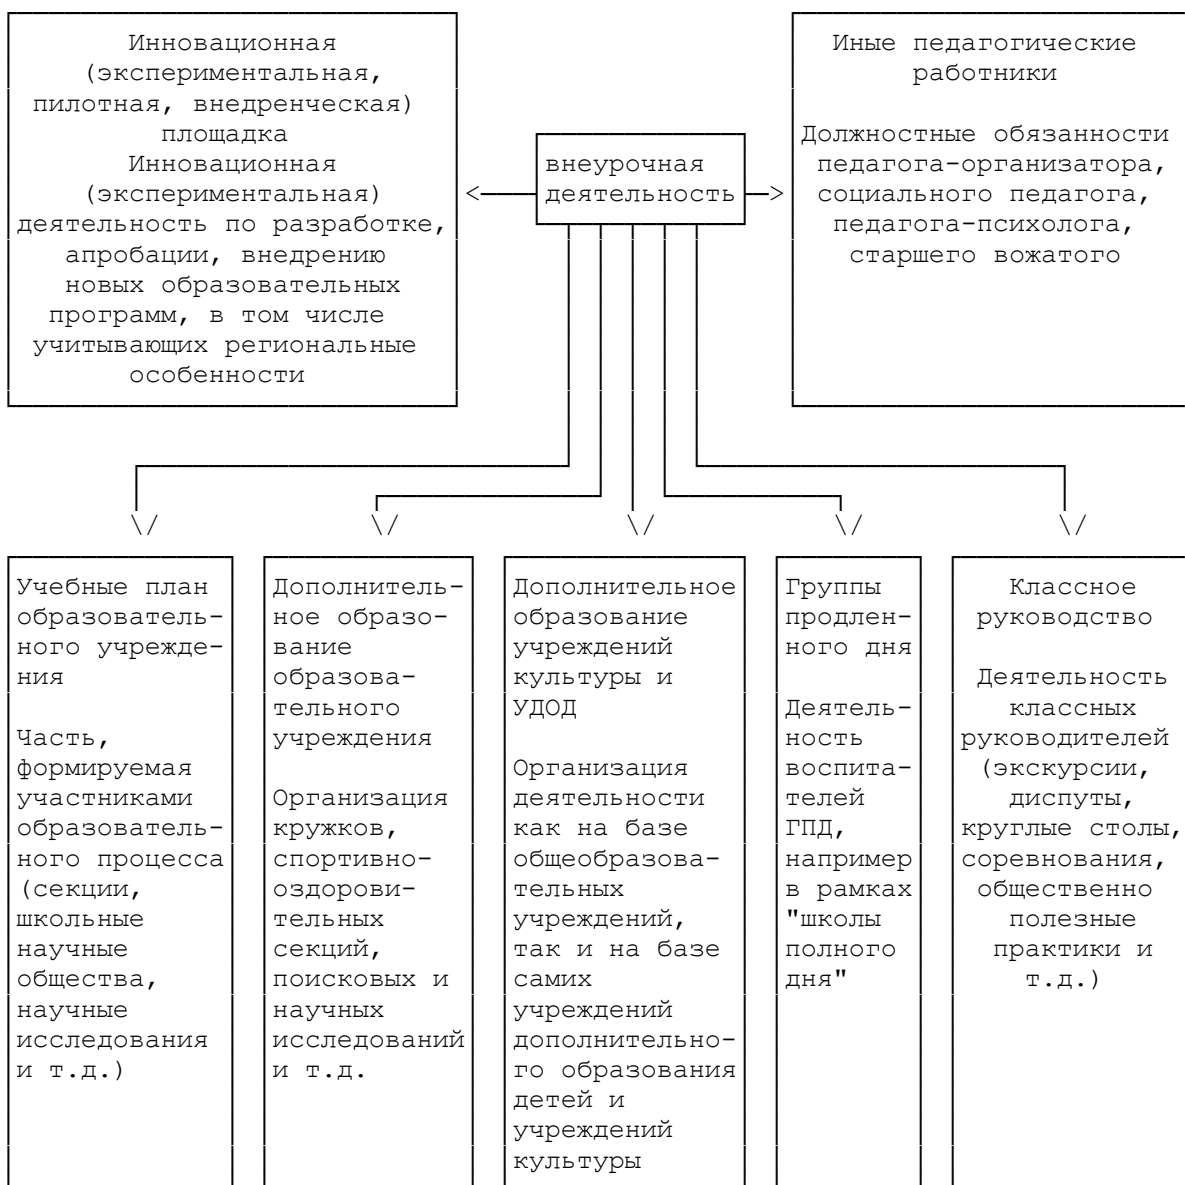 Инновационная
(экспериментальная,
пилотная, внедренческая)
площадка
Инновационная
(экспериментальная)
деятельность по разработке,
апробации, внедрению
новых образовательных
программ, в том числе
учитывающих региональные
особенности
внеурочная
деятельность
Иные педагогические
работники
Должностные обязанности
педагога-организатора,
социального педагога,
педагога-психолога,
старшего вожатого
Учебные план
образователь-
ного учрежде-
ния
Часть,
формируемая
участниками
образователь-
ного процесса
(секции,
школьные
научные
общества,
научные
исследования
и т.д.)
Дополнитель-
ное образо-
вание
образова-
тельного
учреждения
Организация
кружков,
спортивно-
оздорови-
тельных
секций,
поисковых и
научных
исследований
и т.д.
Дополнительное
образование
учреждений
культуры и
УДОД
Организация
деятельности
как на базе
общеобразова-
тельных
учреждений,
так и на базе
самих
учреждений
дополнительно-
го образования
детей и
учреждений
культуры
Группы
продлен-
ного дня
Деятель-
ность
воспита-
телей
ГПД,
например
в рамках
"школы
полного
дня"
Классное
руководство
Деятельность
классных
руководителей
(экскурсии,
диспуты,
круглые столы,
соревнования,
общественно
полезные
практики и
т.д.)